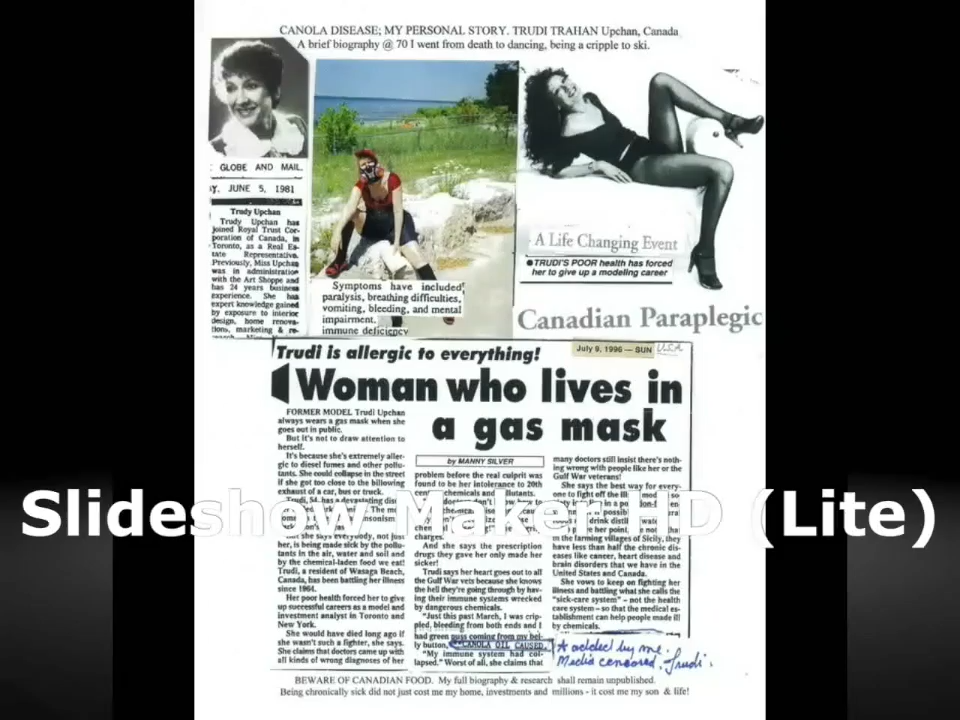 CANOLA DISEASE; MY PERSONAL STORY. TRUDI TRAHAN Upchan, Canada
A brief biography @ 70 I went from death to dancing, being a cripple to ski.
GLOBE AND MAIL.
Y, JUNE 5, 1981
Trudy Upchan
Trudy Upchan has
joined Royal Trust Cor-
poration of Canada, in
Toronto, as a Real Es-
tate Representative.
Previously, Miss Upchan
was in administration
with the Art Shoppe and
has 24 years business
experience. She has
expert knowledge gained
by exposure to interior
design, home renova-
tions, marketing & re-
Symptoms have included
paralysis, breathing difficulties,
vomiting, bleeding, and mental
impairment.
immune deficiency
A Life Changing Event
●TRUDI'S POOR health has forced
her to give up a modeling career
Canadian Paraplegic
Trudi is allergic to everything!
July 9, 1996 — SUN USA
Woman who lives in
a gas mask
FORMER MODEL Trudi Upchan
always wears a gas mask when she
goes out in public.
But it's not to draw attention to
herself.
It's because she's extremely aller-
gic to diesel fumes and other pollu-
tants. She could collapse in the street
if she got too close to the billowing
exhaust of a car, bus or truck.
Trudi, 54, has a devastating
she says everybody, not just
her, is being made sick by the pollu-
tants in the air, water and soil and
by the chemical-laden food we eat!
Trudi, a resident of Wasaga Beach,
Canada, has been battling her illness
since 1964.
Her poor health forced her to give
up successful careers as a model and
investment analyst in Toronto and
New York.
She would have died long ago if
she wasn't such a fighter, she says.
She claims that doctors came up with
all kinds of wrong diagnoses of her
by MANNY SILVER
problem before the real culprit was
found to be her intolerance to 20th
chemicals and
charges.
And she says the prescription
drugs they gave her only made her
sicker!
Trudi says her heart goes out to all
the Gulf War vets because she knows
the hell they're going through by hav-
ing their immune systems wrecked
by dangerous chemicals.
"Just this past March, I was crip-
pled, bleeding from both ends and I
had green puss coming from my bel-
ly button, CANOLA OIL CAUSED.
"My immune system had col-
lapsed." Worst of all, she claims that
many doctors still insist there's noth-
ing wrong with people like her or the
Gulf War veterans!
She says the best way for every-
one to fight off the
drink
in the farming villages of Sicily, they
have less than half the chronic dis-
eases like cancer, heart disease and
brain disorders that we have in the
United States and Canada.
She vows to keep on fighting her
illness and battling what she calls the
"sick-care system" – not the health
care system – so that the medical es-
tablishment can help people made ill
by chemicals.
added by me.
Media censored. Trudi.
BEWARE OF CANADIAN FOOD. My full biography & research shall remain unpublished.
Being chronically sick did not just cost me my home, investments and millions - it cost me my son & life!
Slideshow Maker HD (Lite)